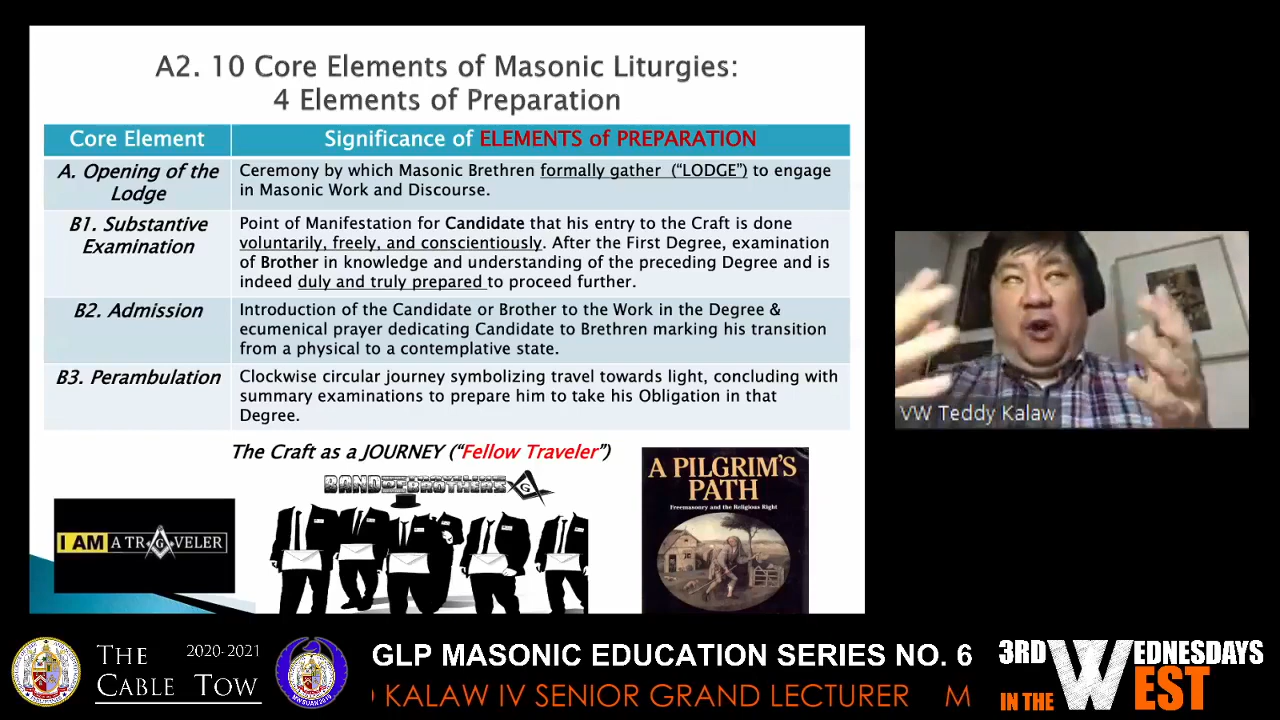 A2. 10 Core Elements of Masonic Liturgies:
4 Elements of Preparation
Core Element
Significance of ELEMENTS of PREPARATION
A. Opening of the
Lodge
Ceremony by which Masonic Brethren formally gather (“LODGE”) to engage
in Masonic Work and Discourse.
B1. Substantive
Examination
Point of Manifestation for Candidate that his entry to the Craft is done
voluntarily, freely, and conscientiously. After the First Degree, examination
of Brother in knowledge and understanding of the preceding Degree and is
indeed duly and truly prepared to proceed further.
B2. Admission
Introduction of the Candidate or Brother to the Work in the Degree &
ecumenical prayer dedicating Candidate to Brethren marking his transition
from a physical to a contemplative state.
B3. Perambulation
Clockwise circular journey symbolizing travel towards light, concluding with
summary examinations to prepare him to take his Obligation in that
Degree.
The Craft as a JOURNEY (“Fellow Traveler”)
I AM A TRAVELER
G
BAND OF BROTHERS
G
A PILGRIM'S
PATH
Freemasonry and the Religious Right
VW Teddy Kalaw
THE
CABLE TOW
2020-2021
GLP MASONIC EDUCATION SERIES NO. 6
KALAW IV SENIOR GRAND LECTURER M
3RD WEDNESDAYS
IN THE WEST